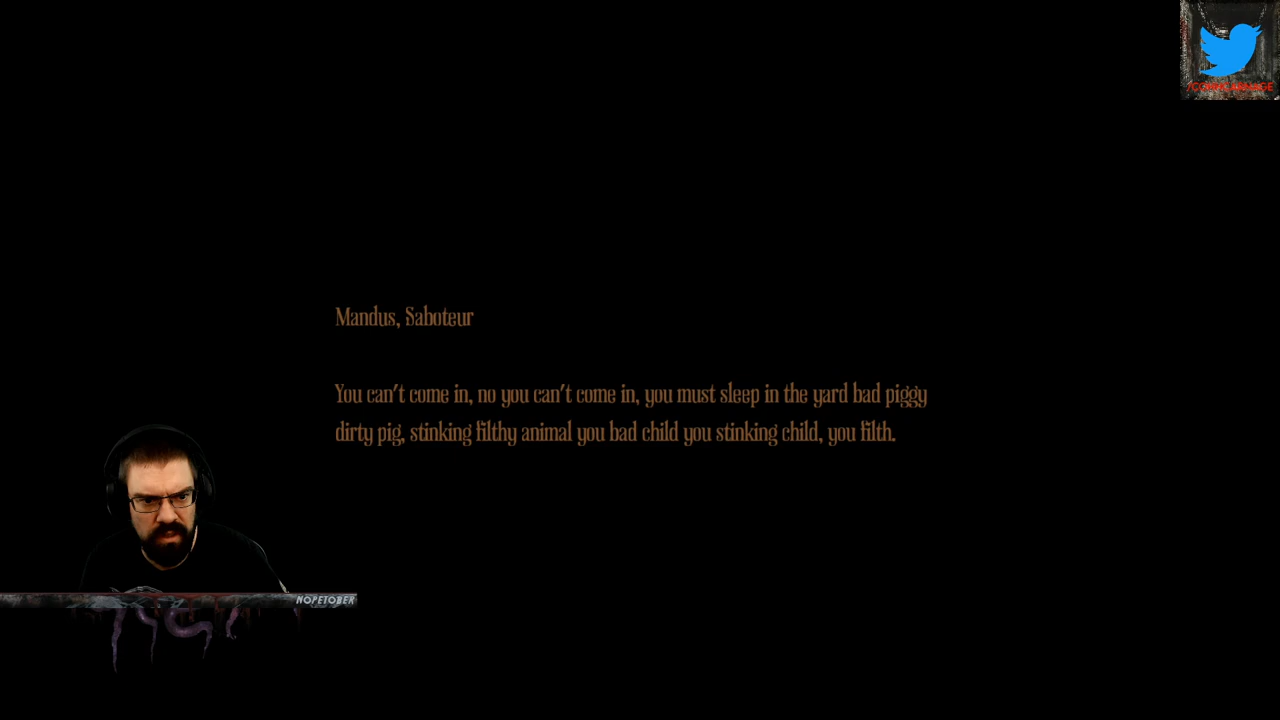 Mandus, Saboteur
You can't come in, no you can't come in, you must sleep in the yard bad piggy
dirty pig, stinking filthy animal you bad child you stinking child, you filth.
NOPETOBER